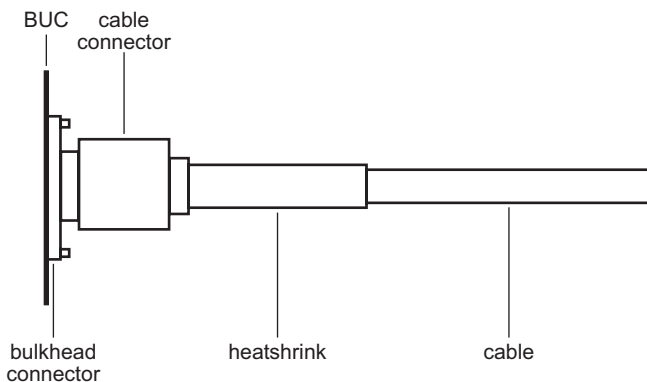 BUC
cable
connector
bulkhead
connector
heatshrink
cable